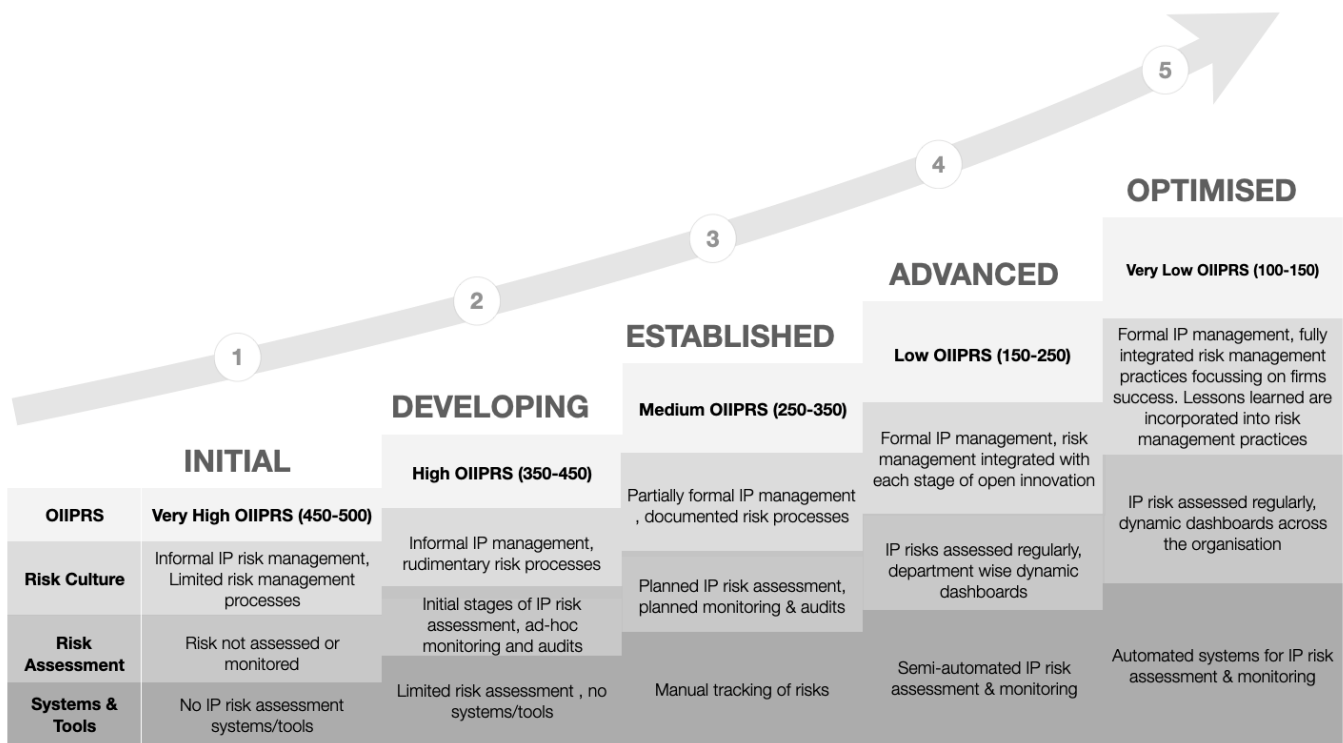 5
4
3
2
1
OPTIMISED
Very Low OIIPRS (100-150)
Formal IP management, fully
integrated risk management
practices focussing on firms
success. Lessons learned are
incorporated into risk
management practices
IP risk assessed regularly,
dynamic dashboards across
the organisation
Automated systems for IP risk
assessment & monitoring
ADVANCED
Low OIIPRS (150-250)
Formal IP management, risk
management integrated with
each stage of open innovation
IP risks assessed regularly,
department wise dynamic
dashboards
Semi-automated IP risk
assessment & monitoring
ESTABLISHED
Medium OIIPRS (250-350)
Partially formal IP management
, documented risk processes
Planned IP risk assessment,
planned monitoring & audits
Manual tracking of risks
DEVELOPING
High OIIPRS (350-450)
Informal IP management,
rudimentary risk processes
Initial stages of IP risk
assessment, ad-hoc
monitoring and audits
Limited risk assessment , no
systems/tools
INITIAL
Very High OIIPRS (450-500)
Informal IP risk management,
Limited risk management
processes
Risk not assessed or
monitored
No IP risk assessment
systems/tools
OIIPRS
Risk Culture
Risk
Assessment
Systems &
Tools